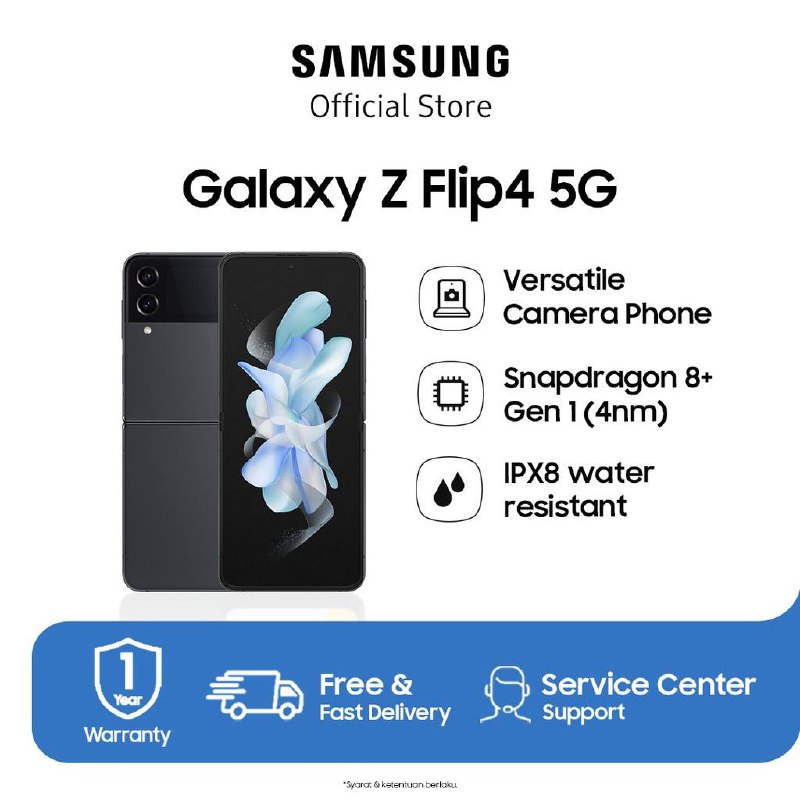 SAMSUNG
Official Store
Galaxy Z Flip4 5G
Versatile
Camera Phone
Snapdragon 8+
Gen 1 (4nm)
IPX8 water
resistant
1
Year
Warranty
Free &
Fast Delivery
Service Center
Support
*Syarat & ketentuan berlaku.